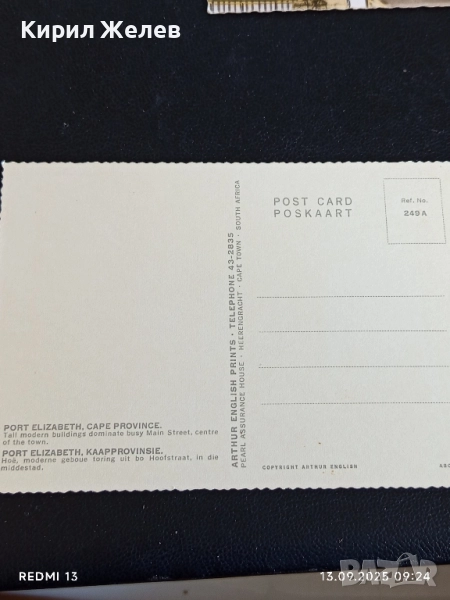 Кирил Желев
POST CARD
POSKAART
Ref. No.
249 A
ARTHUR ENGLISH PRINTS · TELEPHONE 43-2835
PEARL ASSURANCE HOUSE · HEERENGRACHT · CAPE TOWN · SOUTH AFRICA
PORT ELIZABETH, CAPE PROVINCE.
Tall modern buildings dominate busy Main Street, centre
of the town.
PORT ELIZABETH, KAAPPROVINSIE.
Hoë, moderne geboue toring uit bo Hoofstraat, in die
middestad.
COPYRIGHT ARTHUR ENGLISH
REDMI 13
13.09.2025 09:24